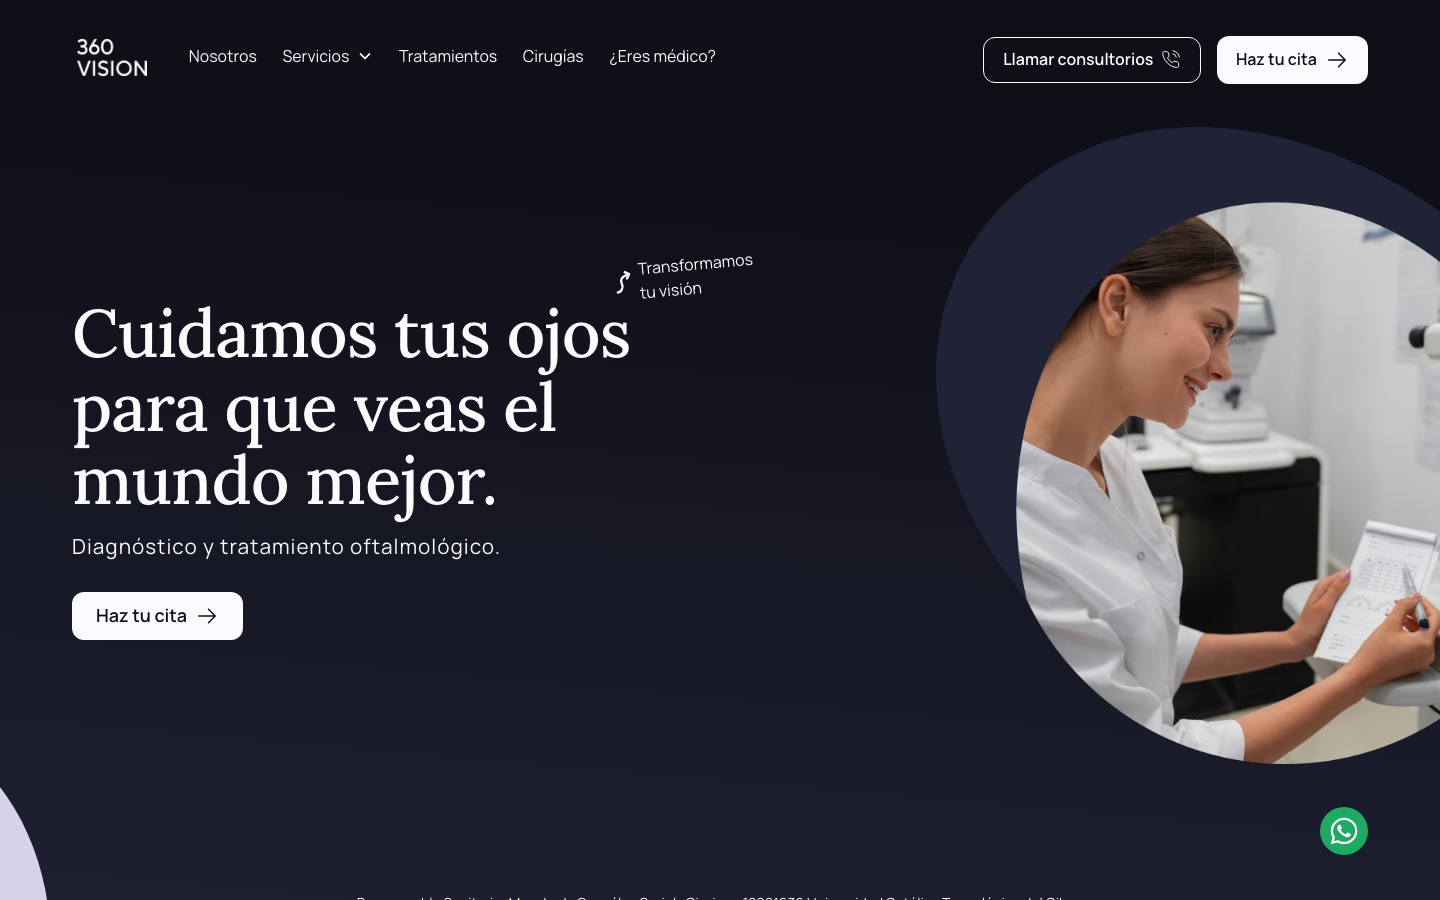 360
VISION
Nosotros
Servicios
Tratamientos
Cirugías
¿Eres médico?
Llamar consultorios
Haz tu cita
Transformamos
tu visión
Cuidamos tus ojos
para que veas el
mundo mejor.
Diagnóstico y tratamiento oftalmológico.
Haz tu cita